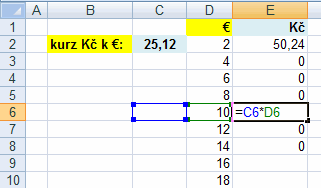 A B C D E
1 € Kč
2 kurz Kč k €: 25,12 2 50,24
3 4 0
4 6 0
5 8 0
6 10 =C6*D6
7 12 0
8 14 0
9 16
10 18